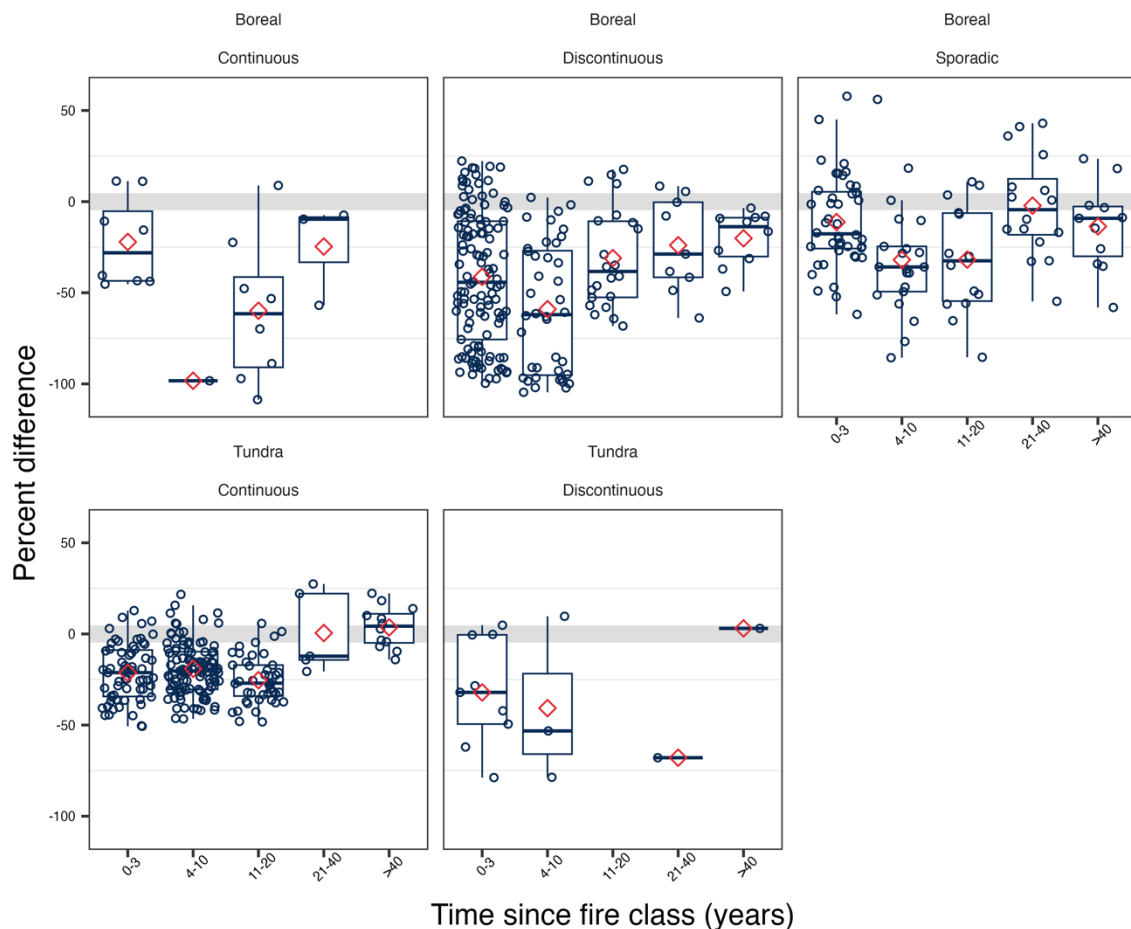 Boreal
Boreal
Boreal
Continuous
Discontinuous
Sporadic
50
0
-50
-100
0-3
4-10
11-20
21-40
>40
Tundra
Tundra
Continuous
Discontinuous
50
0
-50
-100
0-3
4-10
11-20
21-40
>40
0-3
4-10
11-20
21-40
>40
Percent difference
Time since fire class (years)